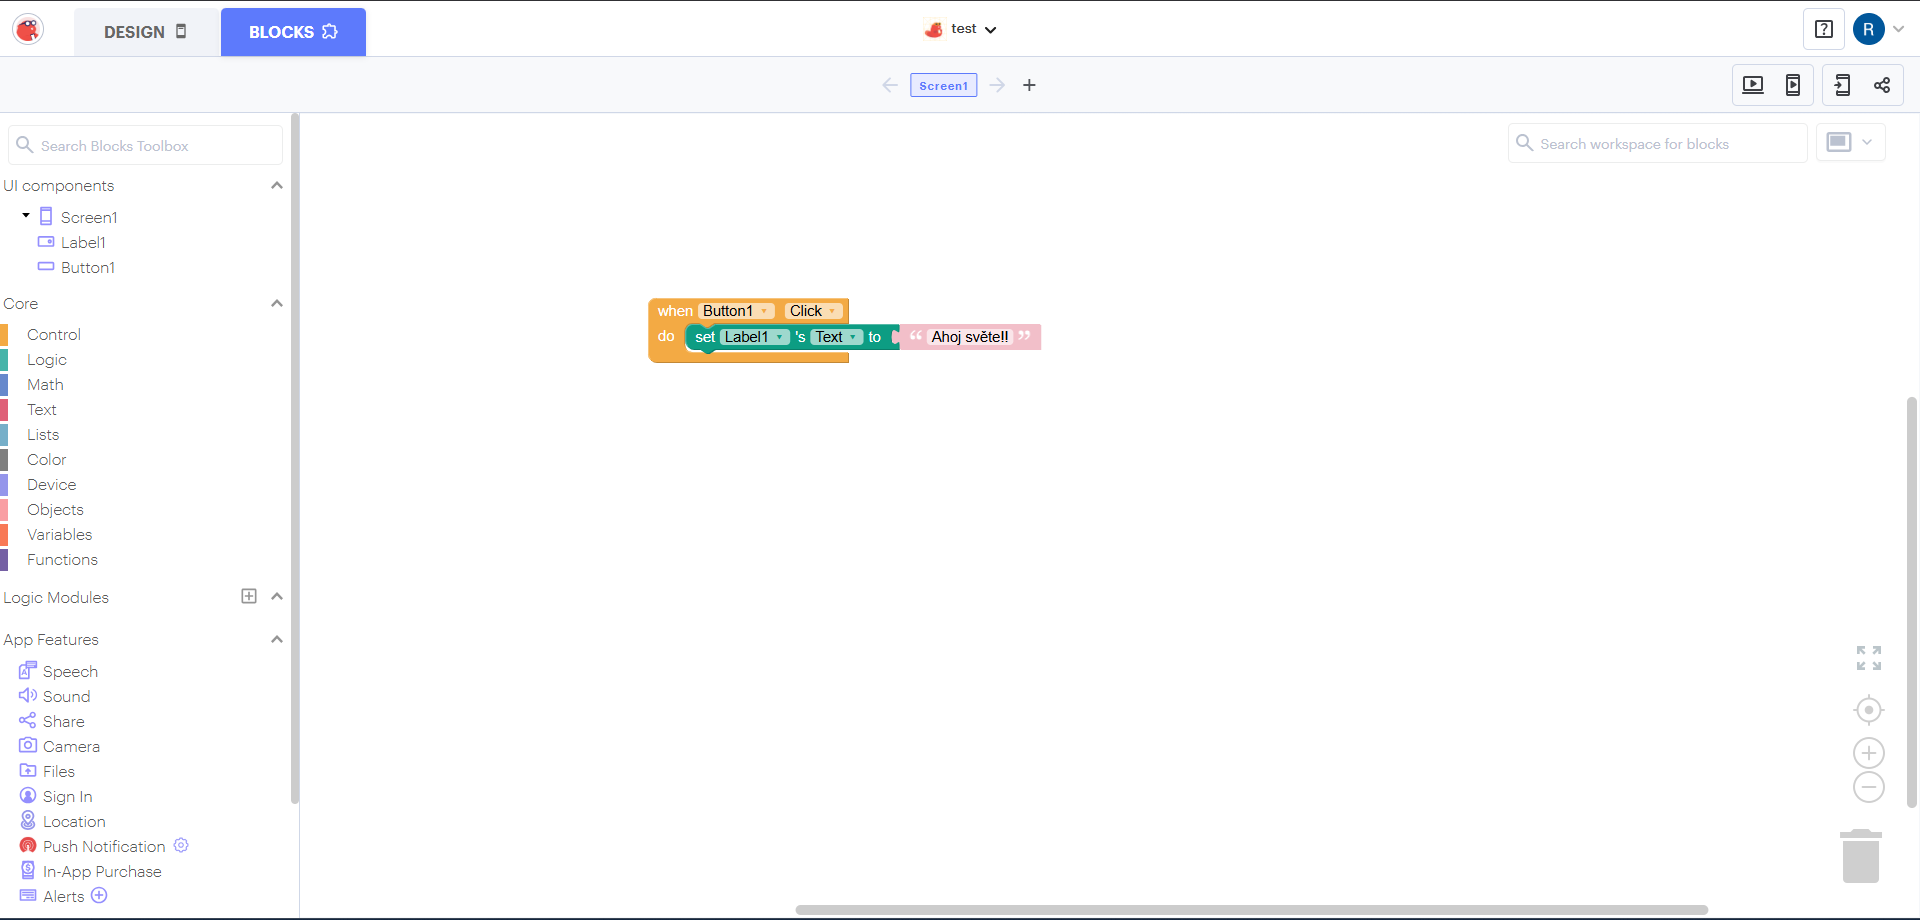 DESIGN
BLOCKS
test
?
R
Screen1
+
Search Blocks Toolbox
Search workspace for blocks
UI components
Screen1
Label1
Button1
Core
Control
Logic
Math
Text
Lists
Color
Device
Objects
Variables
Functions
Logic Modules
App Features
Speech
Sound
Share
Camera
Files
Sign In
Location
Push Notification
In-App Purchase
Alerts
when Button1 Click
do set Label1 's Text to “ Ahoj světe!! ”